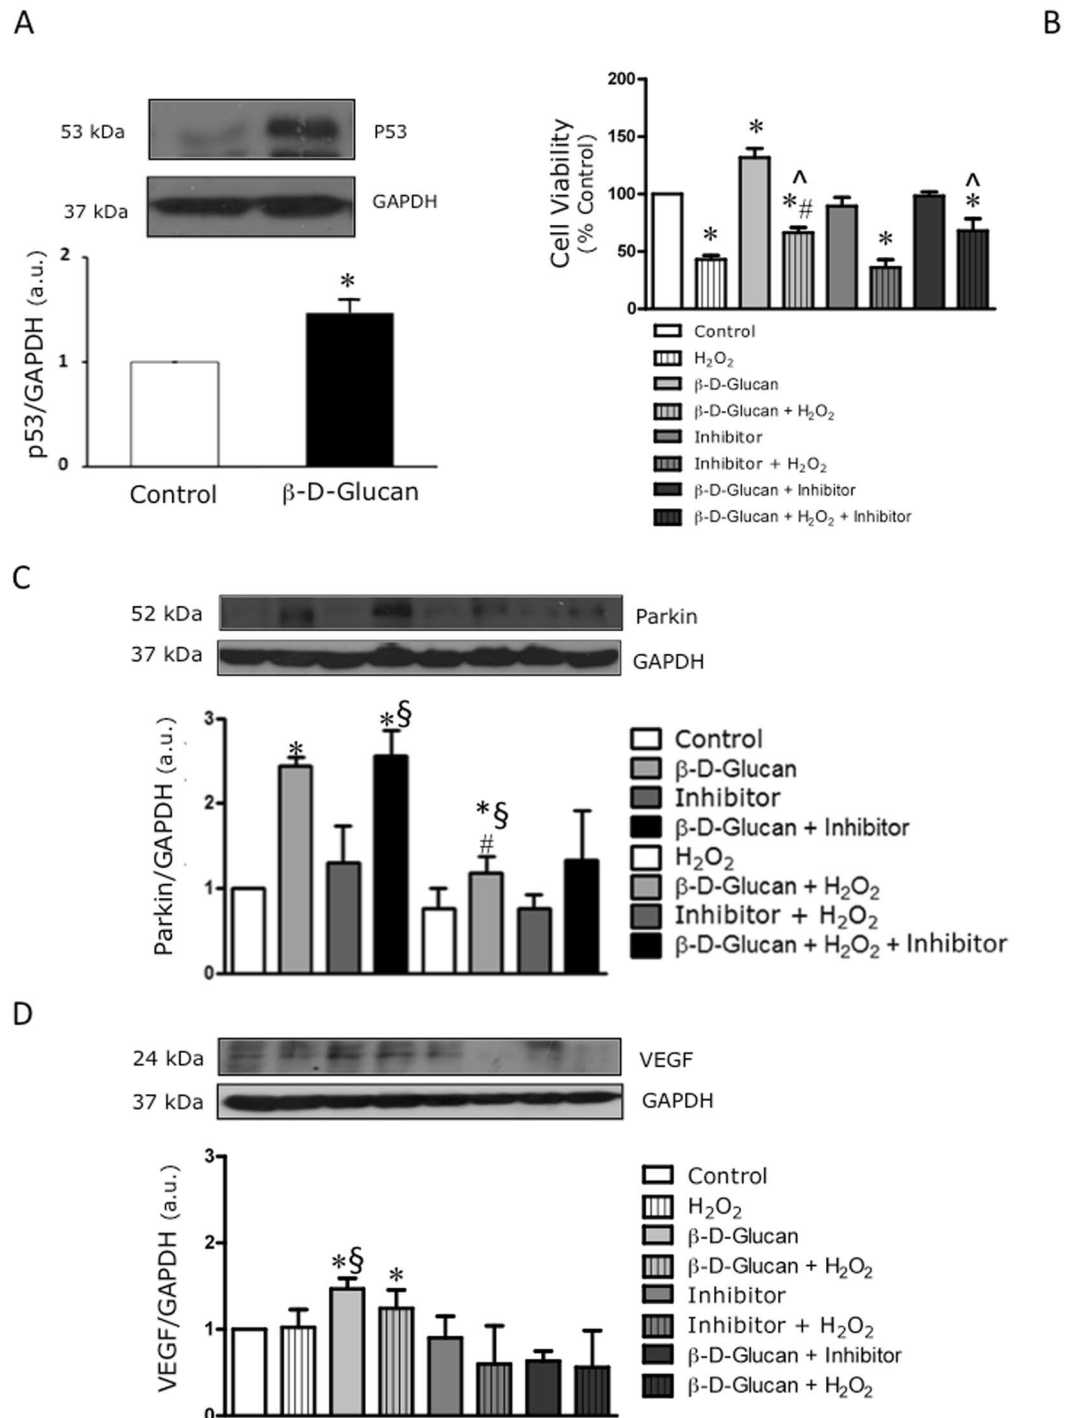 A
B
53 kDa
P53
37 kDa
GAPDH
2
1
0
p53/GAPDH (a.u.)
*
Control
β-D-Glucan
200
150
100
50
0
Cell Viability
(% Control)
*
*
^
*#
*
^
*
Control
H₂O₂
β-D-Glucan
β-D-Glucan + H₂O₂
Inhibitor
Inhibitor + H₂O₂
β-D-Glucan + Inhibitor
β-D-Glucan + H₂O₂ + Inhibitor
C
52 kDa
Parkin
37 kDa
GAPDH
3
2
1
0
Parkin/GAPDH (a.u.)
*
*§
*§
#
Control
β-D-Glucan
Inhibitor
β-D-Glucan + Inhibitor
H₂O₂
β-D-Glucan + H₂O₂
Inhibitor + H₂O₂
β-D-Glucan + H₂O₂ + Inhibitor
D
24 kDa
VEGF
37 kDa
GAPDH
3
2
1
0
VEGF/GAPDH (a.u.)
*§
*
Control
H₂O₂
β-D-Glucan
β-D-Glucan + H₂O₂
Inhibitor
Inhibitor + H₂O₂
β-D-Glucan + Inhibitor
β-D-Glucan + H₂O₂